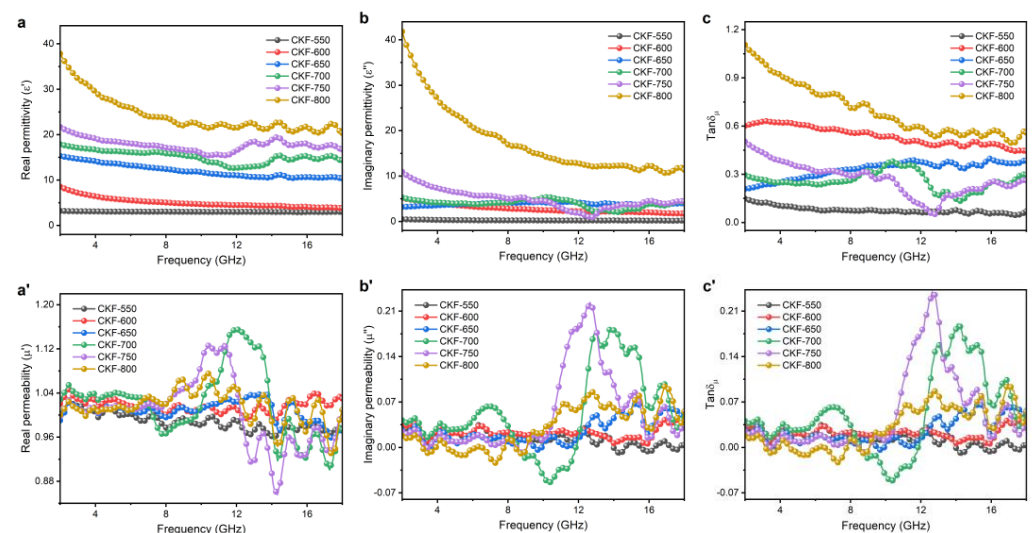 a
Real permittivity (ε')
40
30
20
10
0
CKF-550
CKF-600
CKF-650
CKF-700
CKF-750
CKF-800
4
8
12
16
Frequency (GHz)
b
Imaginary permittivity (ε'')
40
30
20
10
0
CKF-550
CKF-600
CKF-650
CKF-700
CKF-750
CKF-800
4
8
12
16
Frequency (GHz)
c
Tanδμ
1.2
0.9
0.6
0.3
0.0
CKF-550
CKF-600
CKF-650
CKF-700
CKF-750
CKF-800
4
8
12
16
Frequency (GHz)
a'
Real permeability (μ')
1.20
1.12
1.04
0.96
0.88
CKF-550
CKF-600
CKF-650
CKF-700
CKF-750
CKF-800
4
8
12
16
Frequency (GHz)
b'
Imaginary permeability (μ'')
0.21
0.14
0.07
0.00
-0.07
CKF-550
CKF-600
CKF-650
CKF-700
CKF-750
CKF-800
4
8
12
16
Frequency (GHz)
c'
Tanδμ
0.21
0.14
0.07
0.00
-0.07
CKF-550
CKF-600
CKF-650
CKF-700
CKF-750
CKF-800
4
8
12
16
Frequency (GHz)